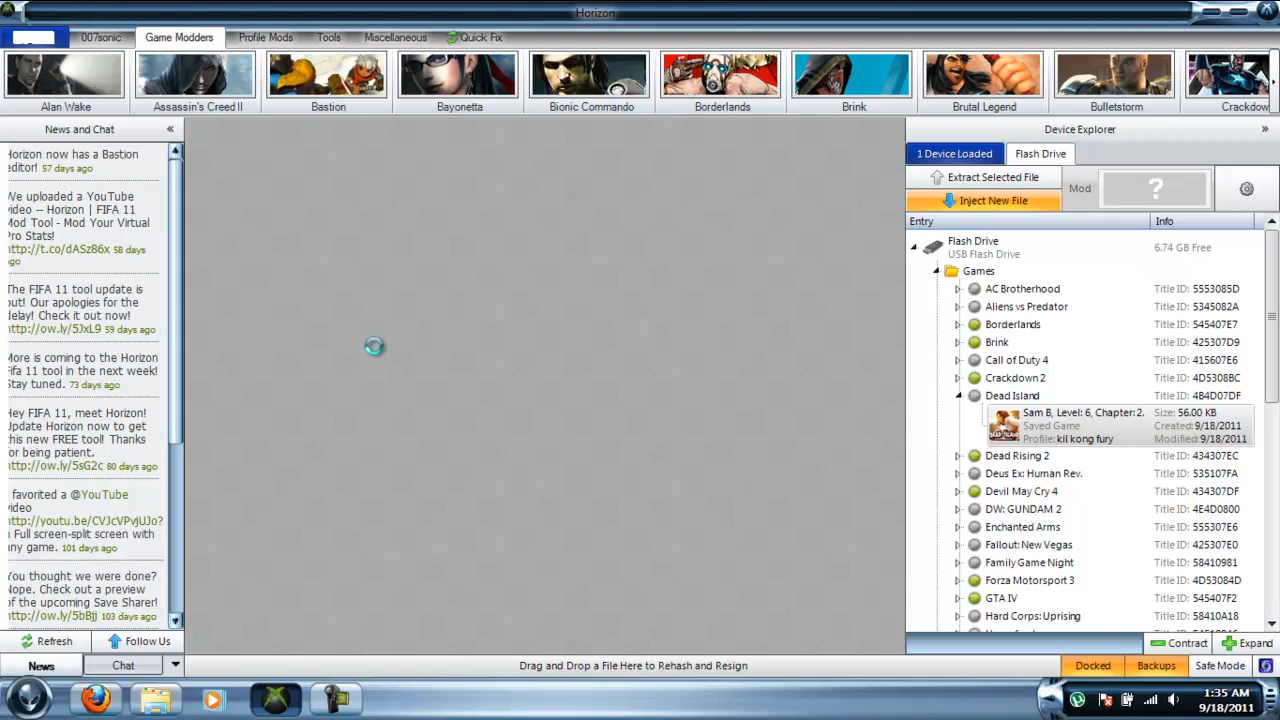 Horizon
007sonic
Game Modders
Profile Mods
Tools
Miscellaneous
Quick Fix
Alan Wake
Assassin's Creed II
Bastion
Bayonetta
Bionic Commando
Borderlands
Brink
Brutal Legend
Bulletstorm
Crackdow
News and Chat
«
Horizon now has a Bastion
editor! 57 days ago
We uploaded a YouTube
video -- Horizon | FIFA 11
Mod Tool - Mod Your Virtual
Pro Stats!
http://t.co/dASzB6x 58 days
ago
The FIFA 11 tool update is
out! Our apologies for the
delay! Check it out now!
http://ow.ly/5JxL9 59 days ago
More is coming to the Horizon
Fifa 11 tool in the next week!
Stay tuned. 73 days ago
Hey FIFA 11, meet Horizon!
Update Horizon now to get
this new FREE tool! Thanks
for being patient.
http://ow.ly/5sG2c 80 days ago
I favorited a @YouTube
video
http://youtu.be/CVJcVPvjUJo?
a Full screen-split screen with
any game. 101 days ago
You thought we were done?
Nope. Check out a preview
of the upcoming Save Sharer!
http://ow.ly/5bBjj 103 days ago
Refresh
Follow Us
News
Chat
Drag and Drop a File Here to Rehash and Resign
Device Explorer
»
1 Device Loaded
Flash Drive
Extract Selected File
Inject New File
Mod
?
Entry
Info
Flash Drive
USB Flash Drive
6.74 GB Free
Games
AC Brotherhood Title ID: 5553085D
Aliens vs Predator Title ID: 5345082A
Borderlands Title ID: 545407E7
Brink Title ID: 425307D9
Call of Duty 4 Title ID: 415607E6
Crackdown 2 Title ID: 4D5308BC
Dead Island Title ID: 4B4D07DF
Sam B, Level: 6, Chapter: 2. Size: 56.00 KB
Saved Game Created: 9/18/2011
Profile: kil kong fury Modified: 9/18/2011
Dead Rising 2 Title ID: 434307EC
Deus Ex: Human Rev. Title ID: 535107FA
Devil May Cry 4 Title ID: 434307DF
DW: GUNDAM 2 Title ID: 4E4D0800
Enchanted Arms Title ID: 555307E6
Fallout: New Vegas Title ID: 425307E0
Family Game Night Title ID: 58410981
Forza Motorsport 3 Title ID: 4D53084D
GTA IV Title ID: 545407F2
Hard Corps: Uprising Title ID: 58410A18
Contract
Expand
Docked
Backups
Safe Mode
1:35 AM
9/18/2011